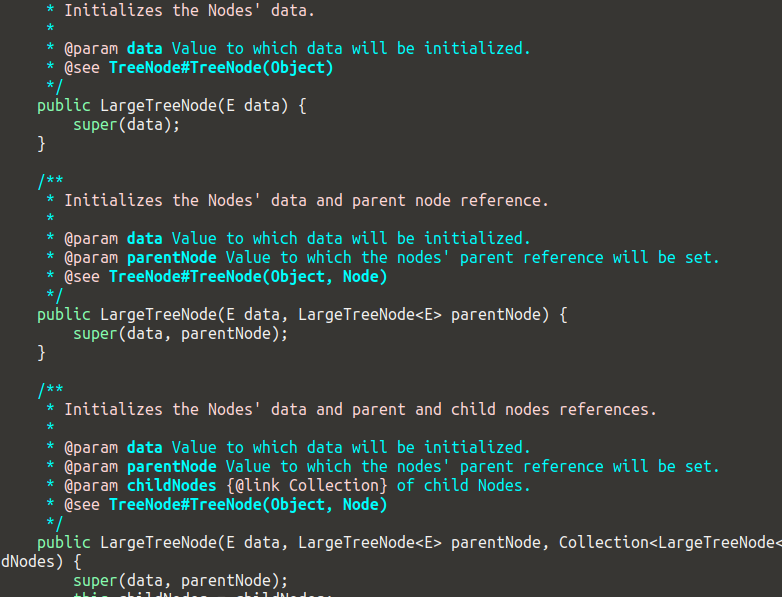 * Initializes the Nodes' data.
*
* @param data Value to which data will be initialized.
* @see TreeNode#TreeNode(Object)
*/
public LargeTreeNode(E data) {
super(data);
}
/**
* Initializes the Nodes' data and parent node reference.
*
* @param data Value to which data will be initialized.
* @param parentNode Value to which the nodes' parent reference will be set.
* @see TreeNode#TreeNode(Object, Node)
*/
public LargeTreeNode(E data, LargeTreeNode<E> parentNode) {
super(data, parentNode);
}
/**
* Initializes the Nodes' data and parent and child nodes references.
*
* @param data Value to which data will be initialized.
* @param parentNode Value to which the nodes' parent reference will be set.
* @param childNodes {@link Collection} of child Nodes.
* @see TreeNode#TreeNode(Object, Node)
*/
public LargeTreeNode(E data, LargeTreeNode<E> parentNode, Collection<LargeTreeNode<
dNodes) {
super(data, parentNode);